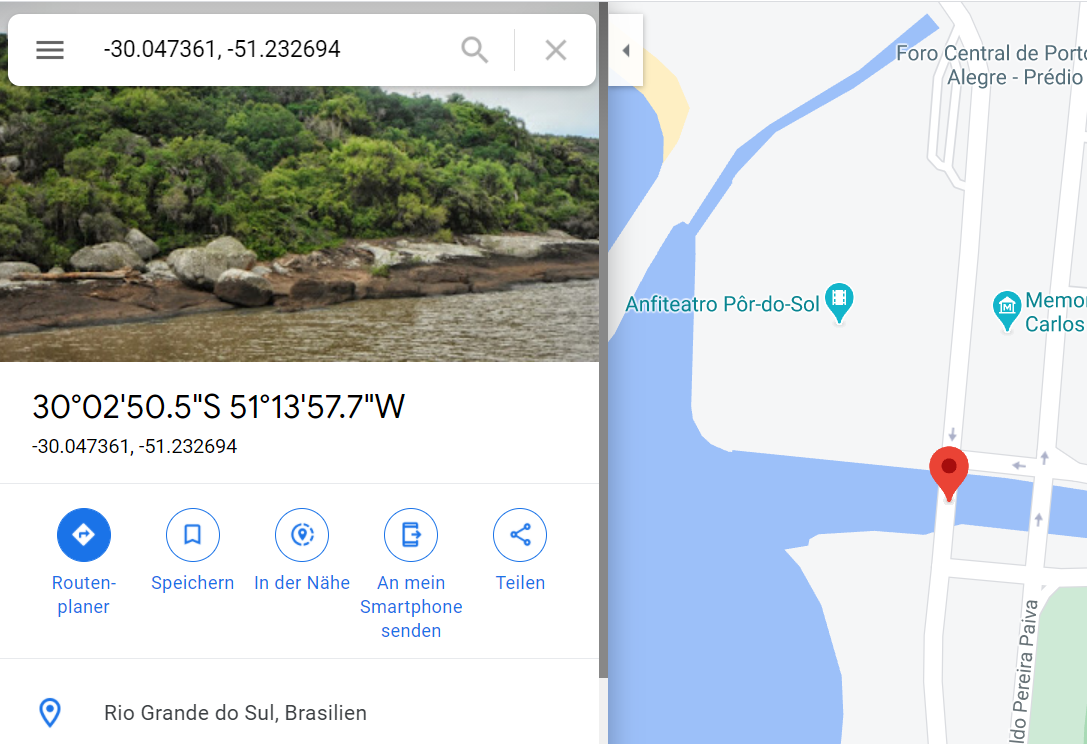 -30.047361, -51.232694
30°02'50.5"S 51°13'57.7"W
-30.047361, -51.232694
Routen-
planer
Speichern
In der Nähe
An mein
Smartphone
senden
Teilen
Rio Grande do Sul, Brasilien
Foro Central de Porto
Alegre - Prédio
Anfiteatro Pôr-do-Sol
M
Memor
Carlos
ldo Pereira Paiva